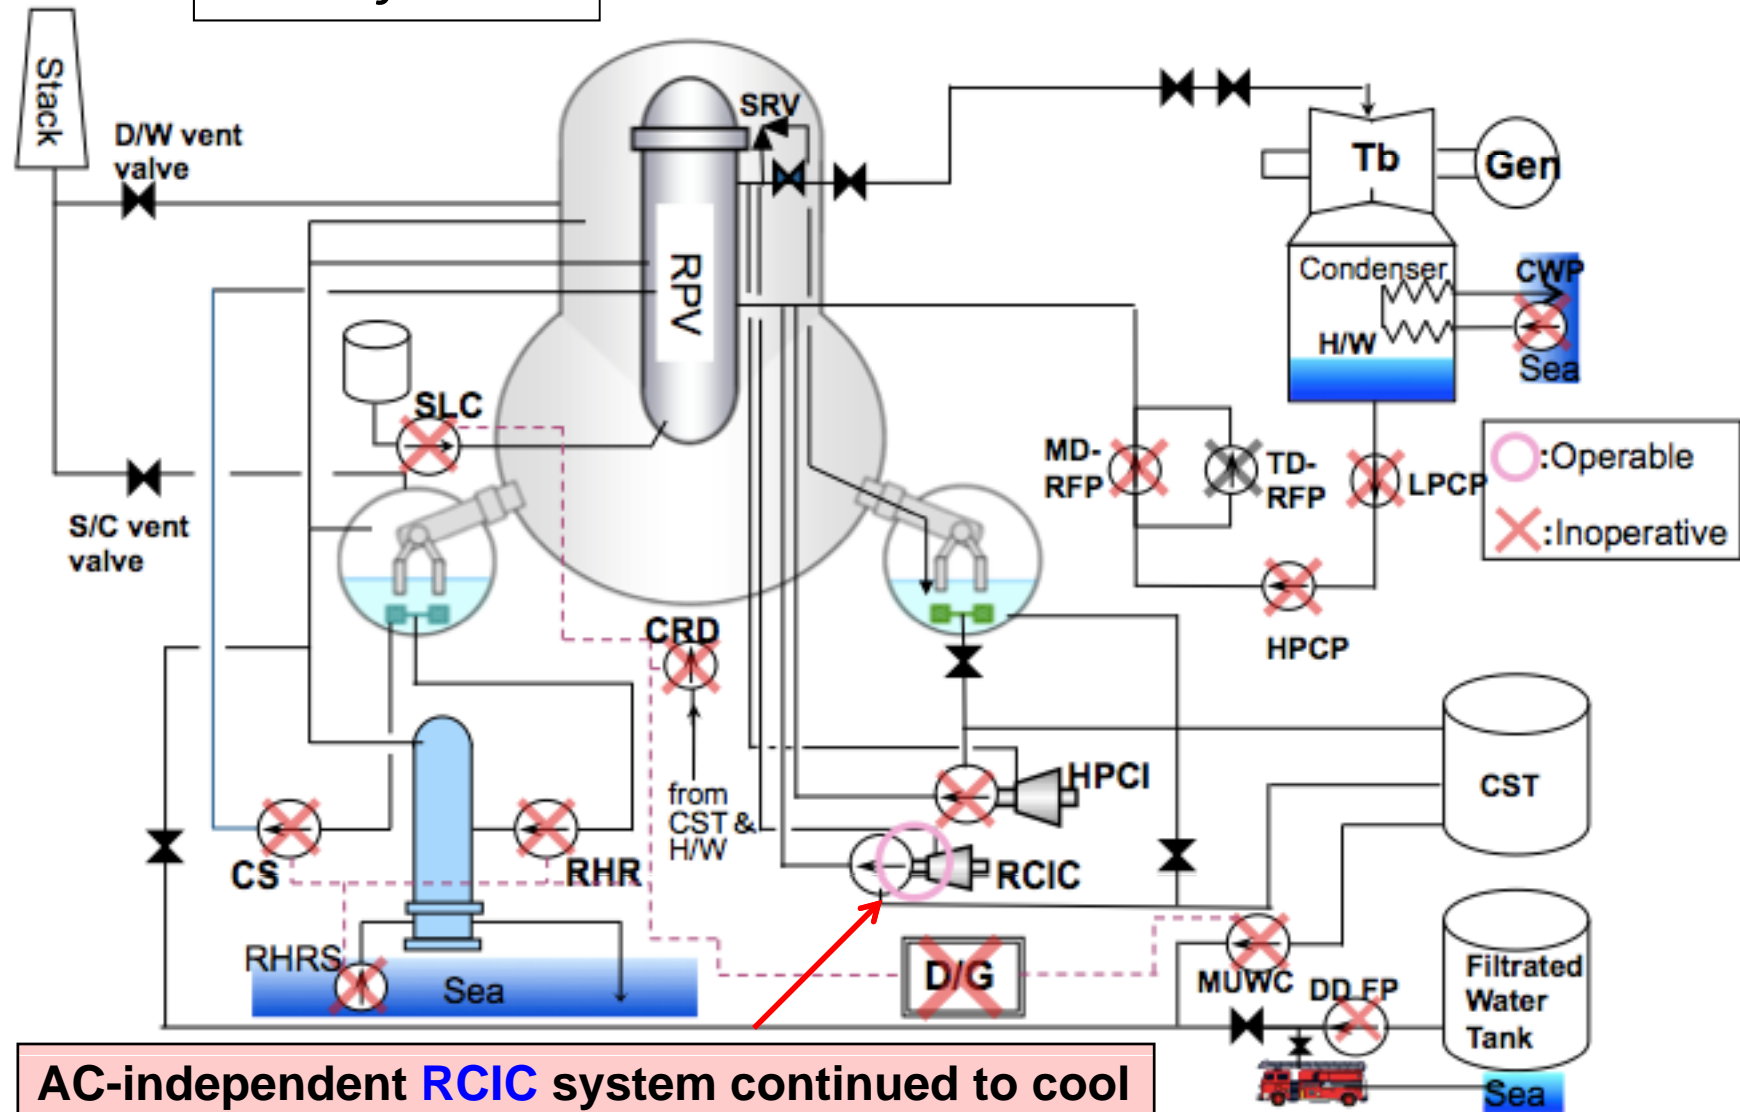 Stack
D/W vent
valve
SRV
Tb
Gen
RPV
Condenser
CWP
H/W
Sea
SLC
MD-
RFP
TD-
RFP
LPCP
:Operable
:Inoperative
S/C vent
valve
HPCP
CRD
from
CST &
H/W
HPCI
CST
CS
RHR
RCIC
RHRS
Sea
D/G
MUWC
DD FP
Filtrated
Water
Tank
AC-independent RCIC system continued to cool
Sea